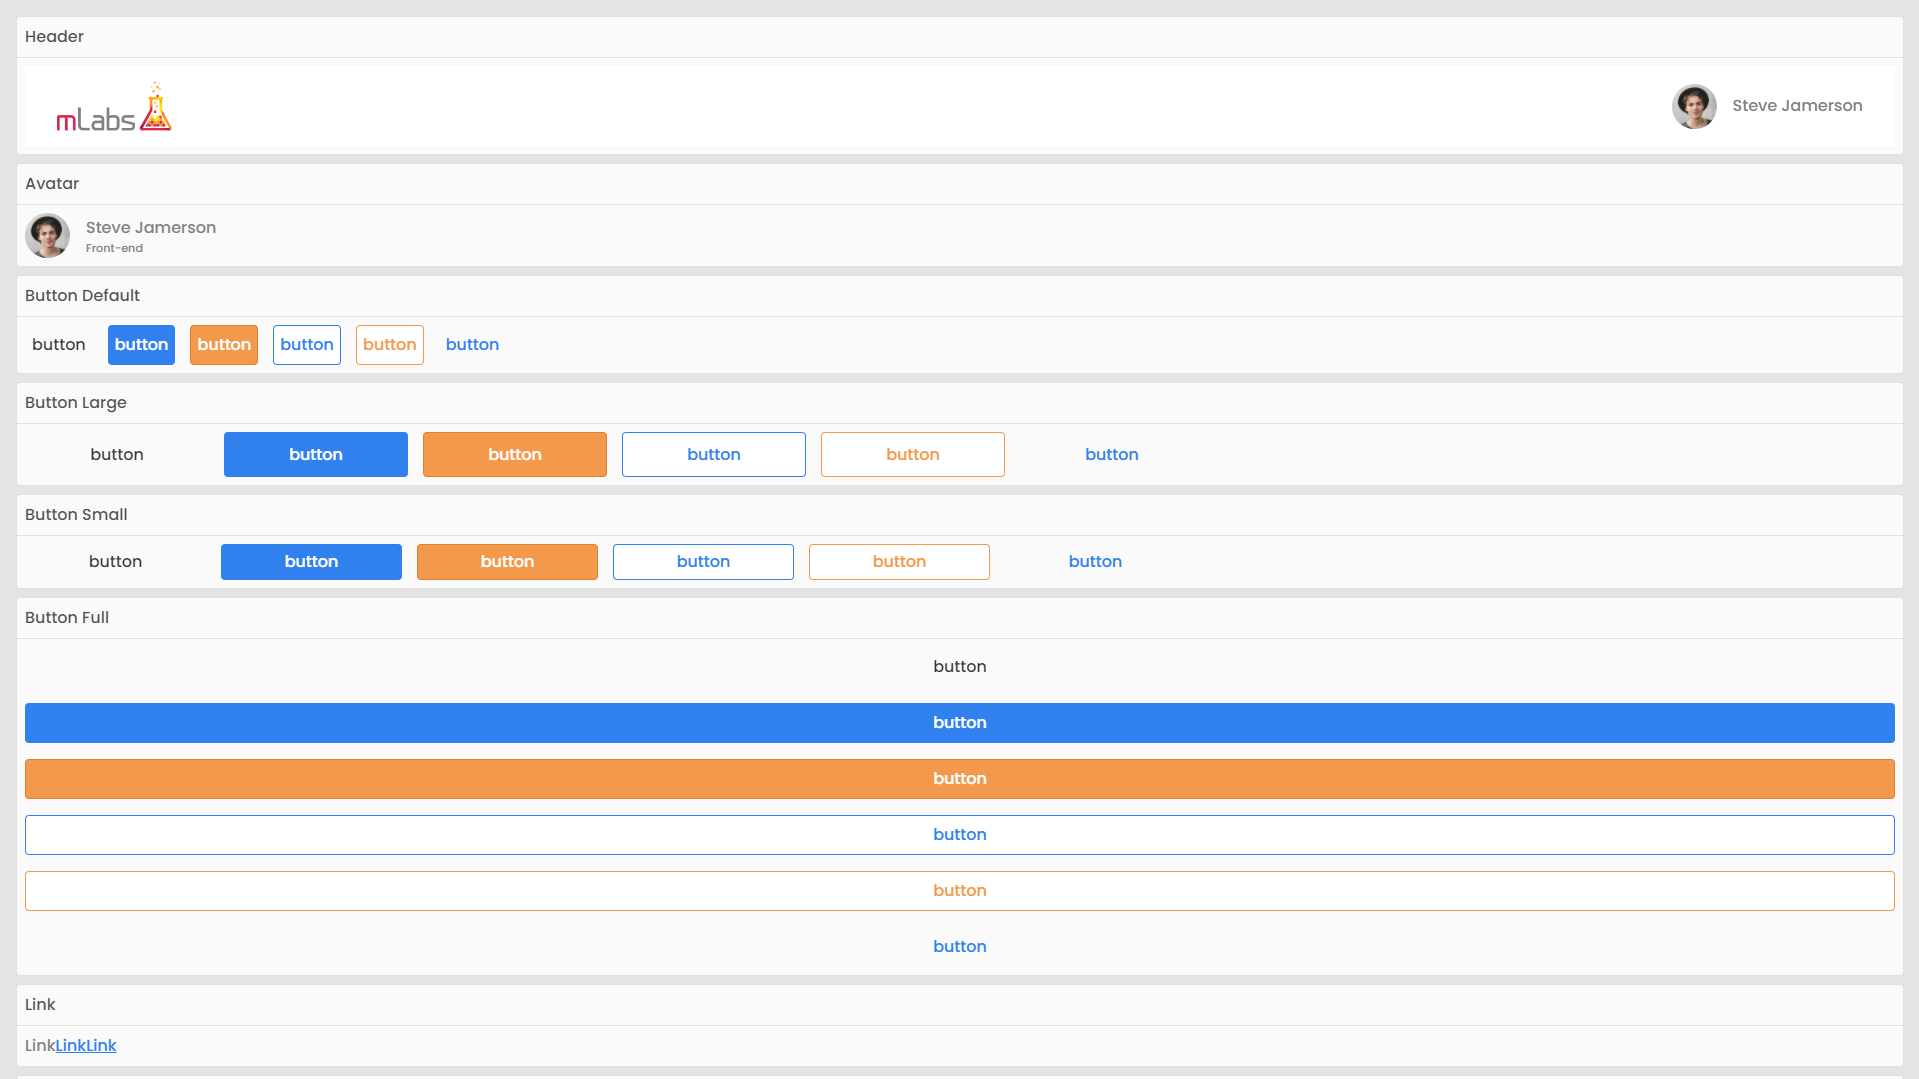 Header
mLabs Steve Jamerson
Avatar
Steve Jamerson
Front-end
Button Default
button button button button button button
Button Large
button button button button button button
Button Small
button button button button button button
Button Full
button
button
button
button
button
button
Link
LinkLinkLink